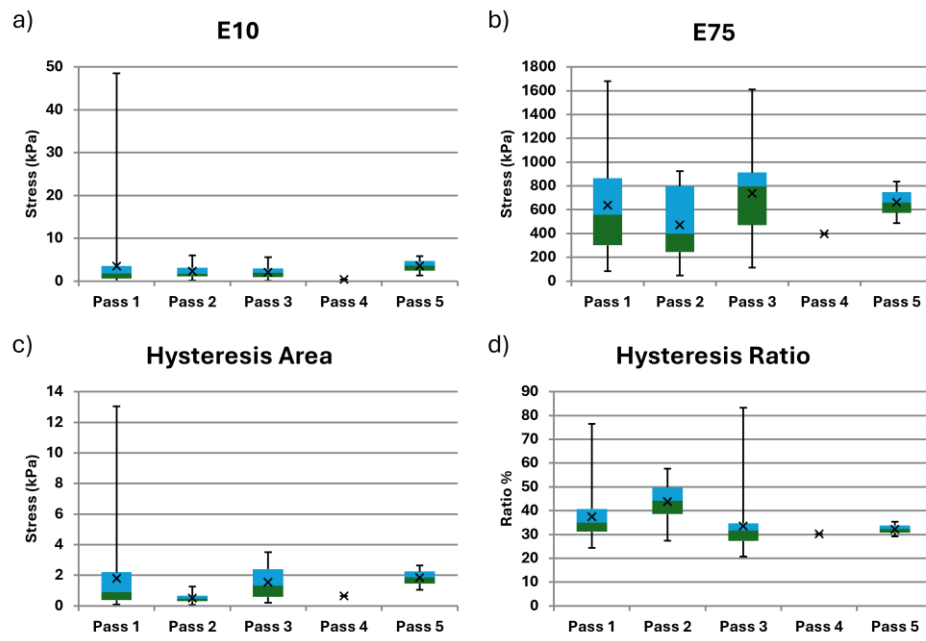 a)
E10
Stress (kPa)
50
40
30
20
10
0
Pass 1 Pass 2 Pass 3 Pass 4 Pass 5
b)
E75
Stress (kPa)
1800
1600
1400
1200
1000
800
600
400
200
0
Pass 1 Pass 2 Pass 3 Pass 4 Pass 5
c)
Hysteresis Area
Stress (kPa)
14
12
10
8
6
4
2
0
Pass 1 Pass 2 Pass 3 Pass 4 Pass 5
d)
Hysteresis Ratio
Ratio %
90
80
70
60
50
40
30
20
10
0
Pass 1 Pass 2 Pass 3 Pass 4 Pass 5